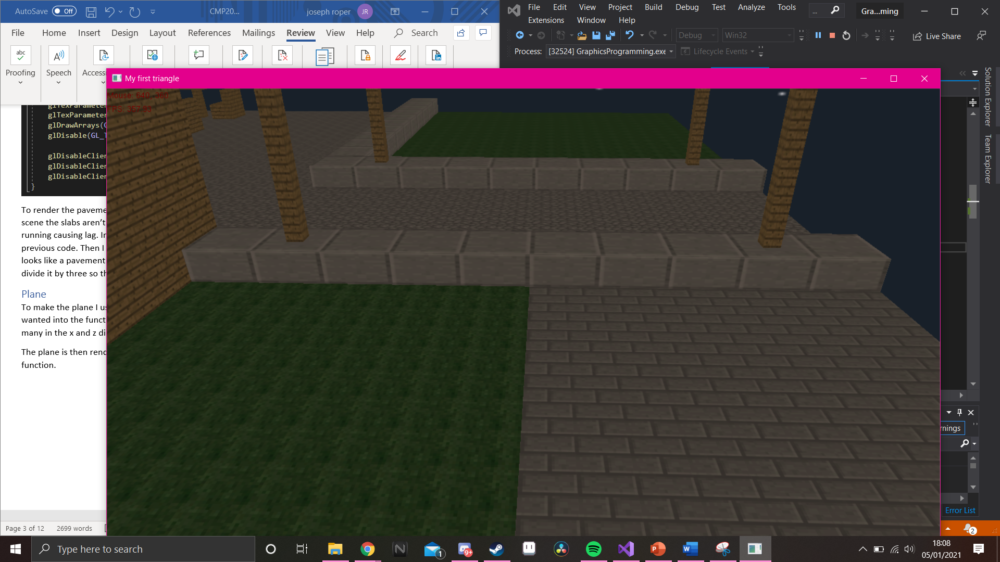 AutoSave Off CMP20... joseph roper JR
File Home Insert Design Layout References Mailings Review View Help Search
abc
Proofing Speech
File Edit View Project Build Debug Test Analyze Tools ... Gra...ming
Extensions Window Help
Debug Win32 Live Share
Process: [32524] GraphicsProgramming.exe Lifecycle Events
Solution Explorer
Team Explorer
My first triangle
Mouse: 640, 360
FPS: 357.93
glTexParameter
glDrawArrays(
glDisable(GL_
glDisableClien
glDisableClien
glDisableClien
}
To render the paveme
scene the slabs aren't
running causing lag. In
previous code. Then I
looks like a pavement
divide it by three so th
Plane
To make the plane I us
wanted into the funct
many in the x and z di
The plane is then rend
function.
rnings
Error List
Page 3 of 12 2699 words
2
Type here to search
N
1
9+
18:08
05/01/2021